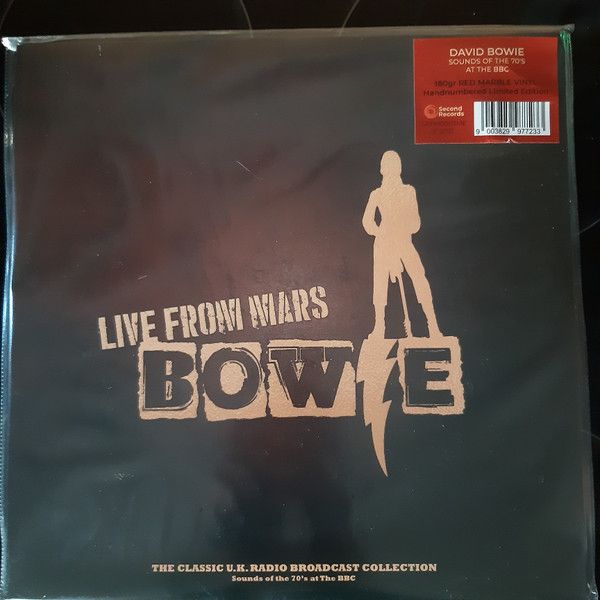 DAVID BOWIE
SOUNDS OF THE 70'S
AT THE BBC
180gr RED MARBLE VINYL
Handnumbered Limited Edition
Second
Records
9 003829 977233
LIVE FROM MARS
BOWIE
THE CLASSIC U.K. RADIO BROADCAST COLLECTION
Sounds of the 70's at The BBC